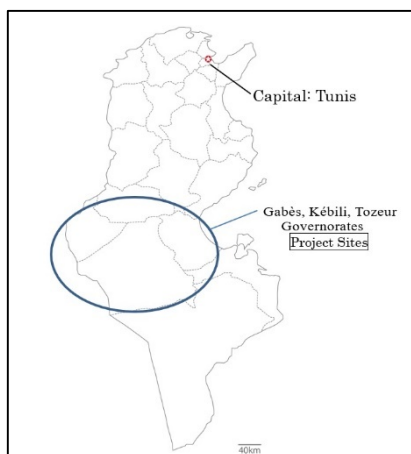 Capital: Tunis
Gabès, Kébili, Tozeur
Governorates
Project Sites
40km